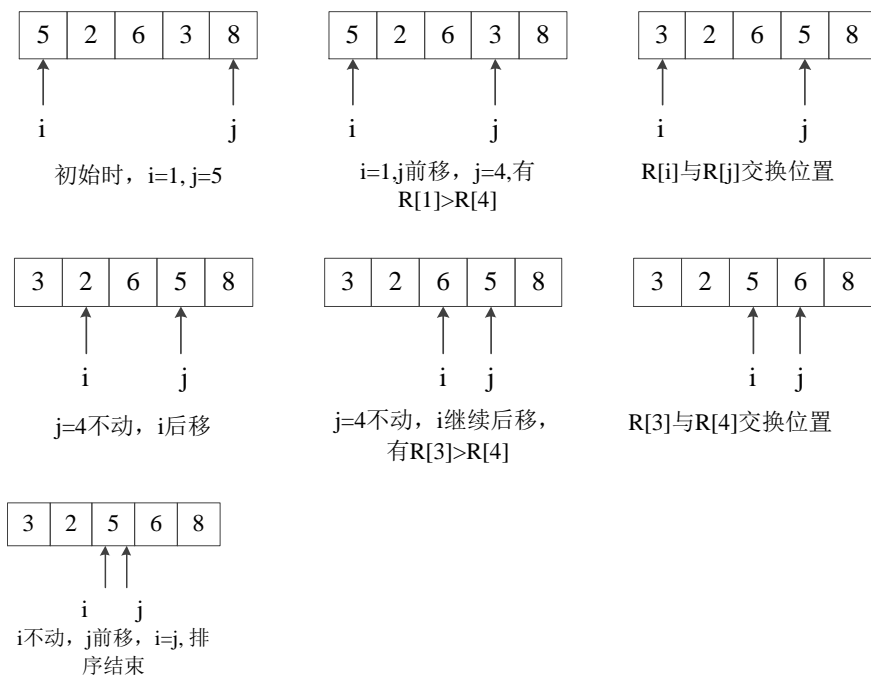 5 2 6 3 8
i j
初始时，i=1, j=5
5 2 6 3 8
i j
i=1,j前移，j=4,有
R[1]>R[4]
3 2 6 5 8
i j
R[i]与R[j]交换位置
3 2 6 5 8
i j
j=4不动，i后移
3 2 6 5 8
i j
j=4不动，i继续后移，
有R[3]>R[4]
3 2 5 6 8
i j
R[3]与R[4]交换位置
3 2 5 6 8
i j
i不动，j前移，i=j, 排
序结束